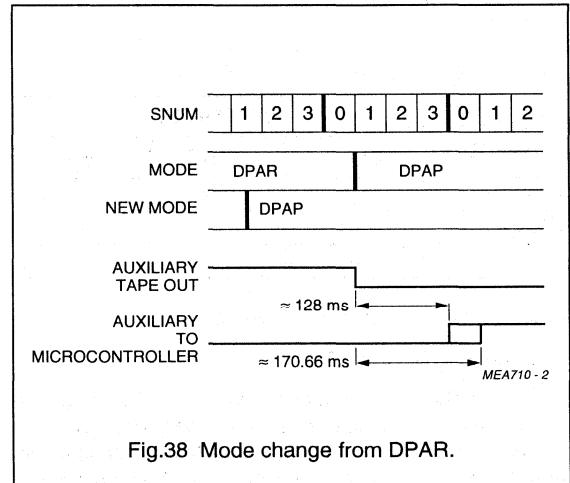 SNUM 1 2 3 0 1 2 3 0 1 2
MODE DPAR DPAP
NEW MODE DPAP
AUXILIARY
TAPE OUT
≈ 128 ms
AUXILIARY
TO
MICROCONTROLLER
≈ 170.66 ms
MEA710 - 2
Fig.38 Mode change from DPAR.